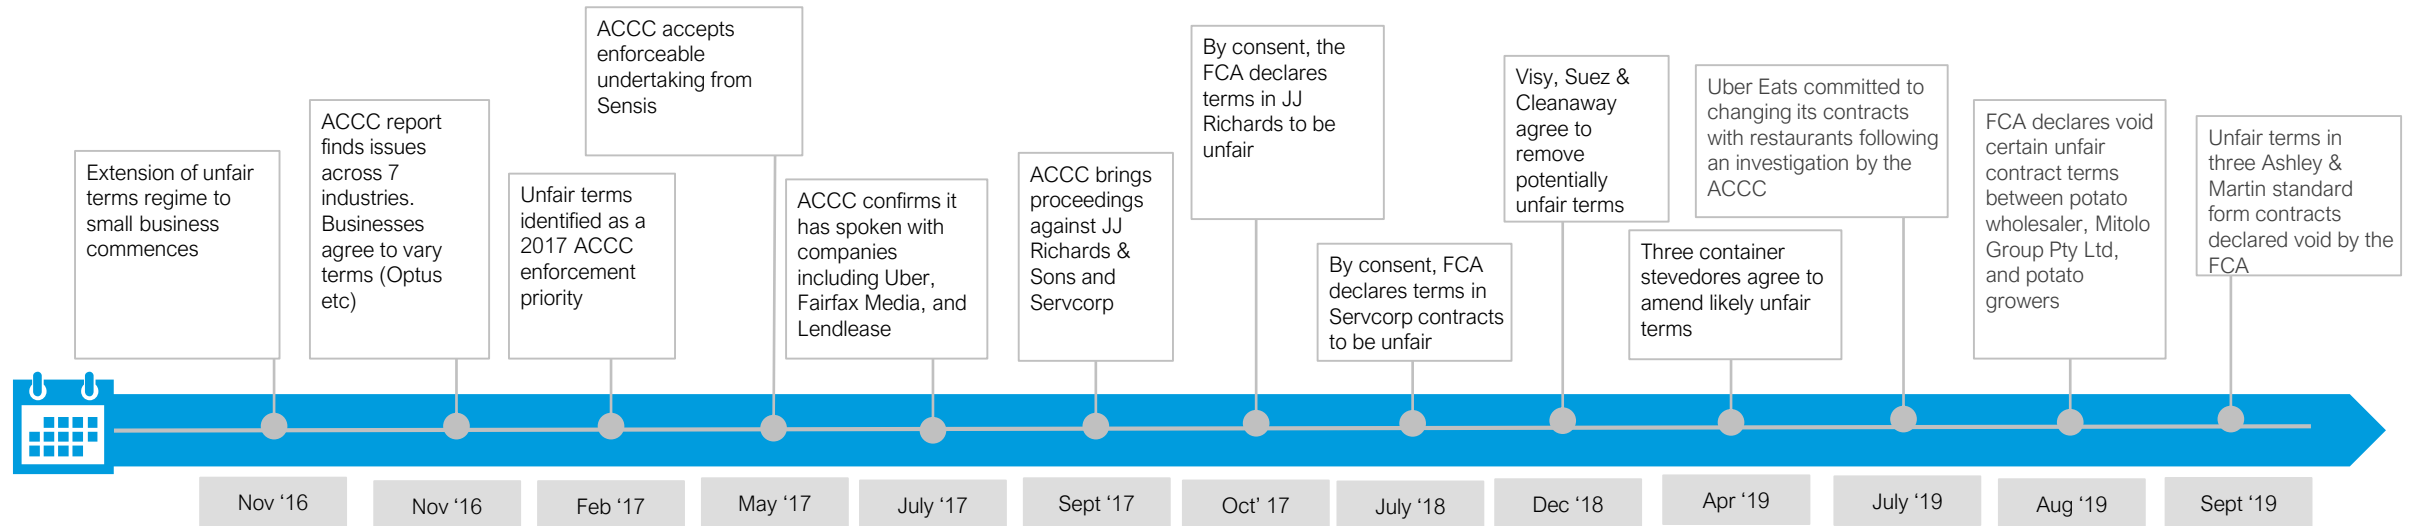 Extension of unfair
terms regime to
small business
commences
ACCC report
finds issues
across 7
industries.
Businesses
agree to vary
terms (Optus
etc)
Unfair terms
identified as a
2017 ACCC
enforcement
priority
ACCC accepts
enforceable
undertaking from
Sensis
ACCC confirms it
has spoken with
companies
including Uber,
Fairfax Media, and
Lendlease
ACCC brings
proceedings
against JJ
Richards &
Sons and
Servcorp
By consent, the
FCA declares
terms in JJ
Richards to be
unfair
By consent, FCA
declares terms in
Servcorp contracts
to be unfair
Visy, Suez &
Cleanaway
agree to
remove
potentially
unfair terms
Three container
stevedores agree to
amend likely unfair
terms
Uber Eats committed to
changing its contracts
with restaurants following
an investigation by the
ACCC
FCA declares void
certain unfair
contract terms
between potato
wholesaler, Mitolo
Group Pty Ltd,
and potato
growers
Unfair terms in
three Ashley &
Martin standard
form contracts
declared void by the
FCA
Nov ‘16
Nov ‘16
Feb ‘17
May ‘17
July ‘17
Sept ‘17
Oct’ 17
July ‘18
Dec ‘18
Apr ‘19
July ‘19
Aug ‘19
Sept ‘19